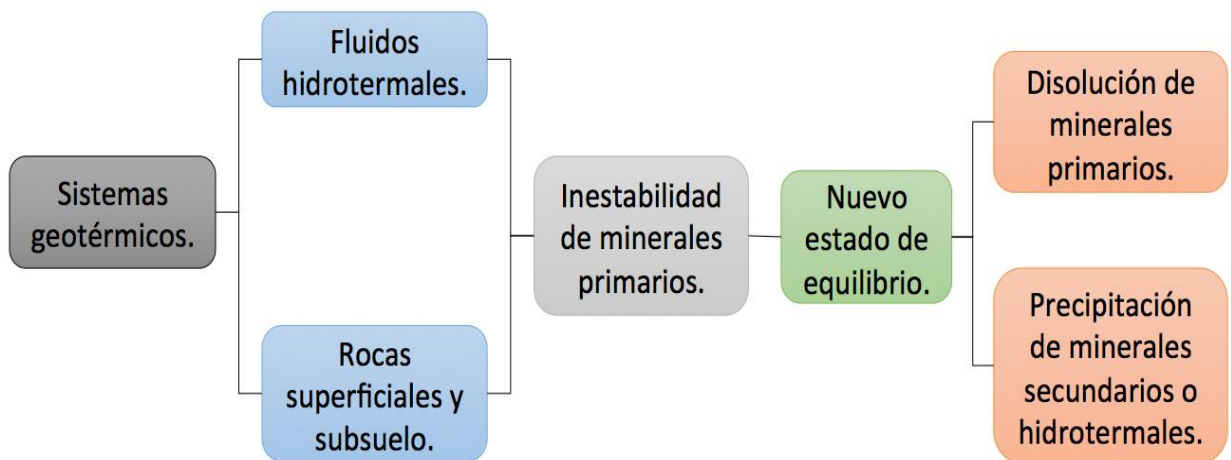 Sistemas
geotérmicos.
Fluidos
hidrotermales.
Rocas
superficiales y
subsuelo.
Inestabilidad
de minerales
primarios.
Nuevo
estado de
equilibrio.
Disolución de
minerales
primarios.
Precipitación
de minerales
secundarios o
hidrotermales.